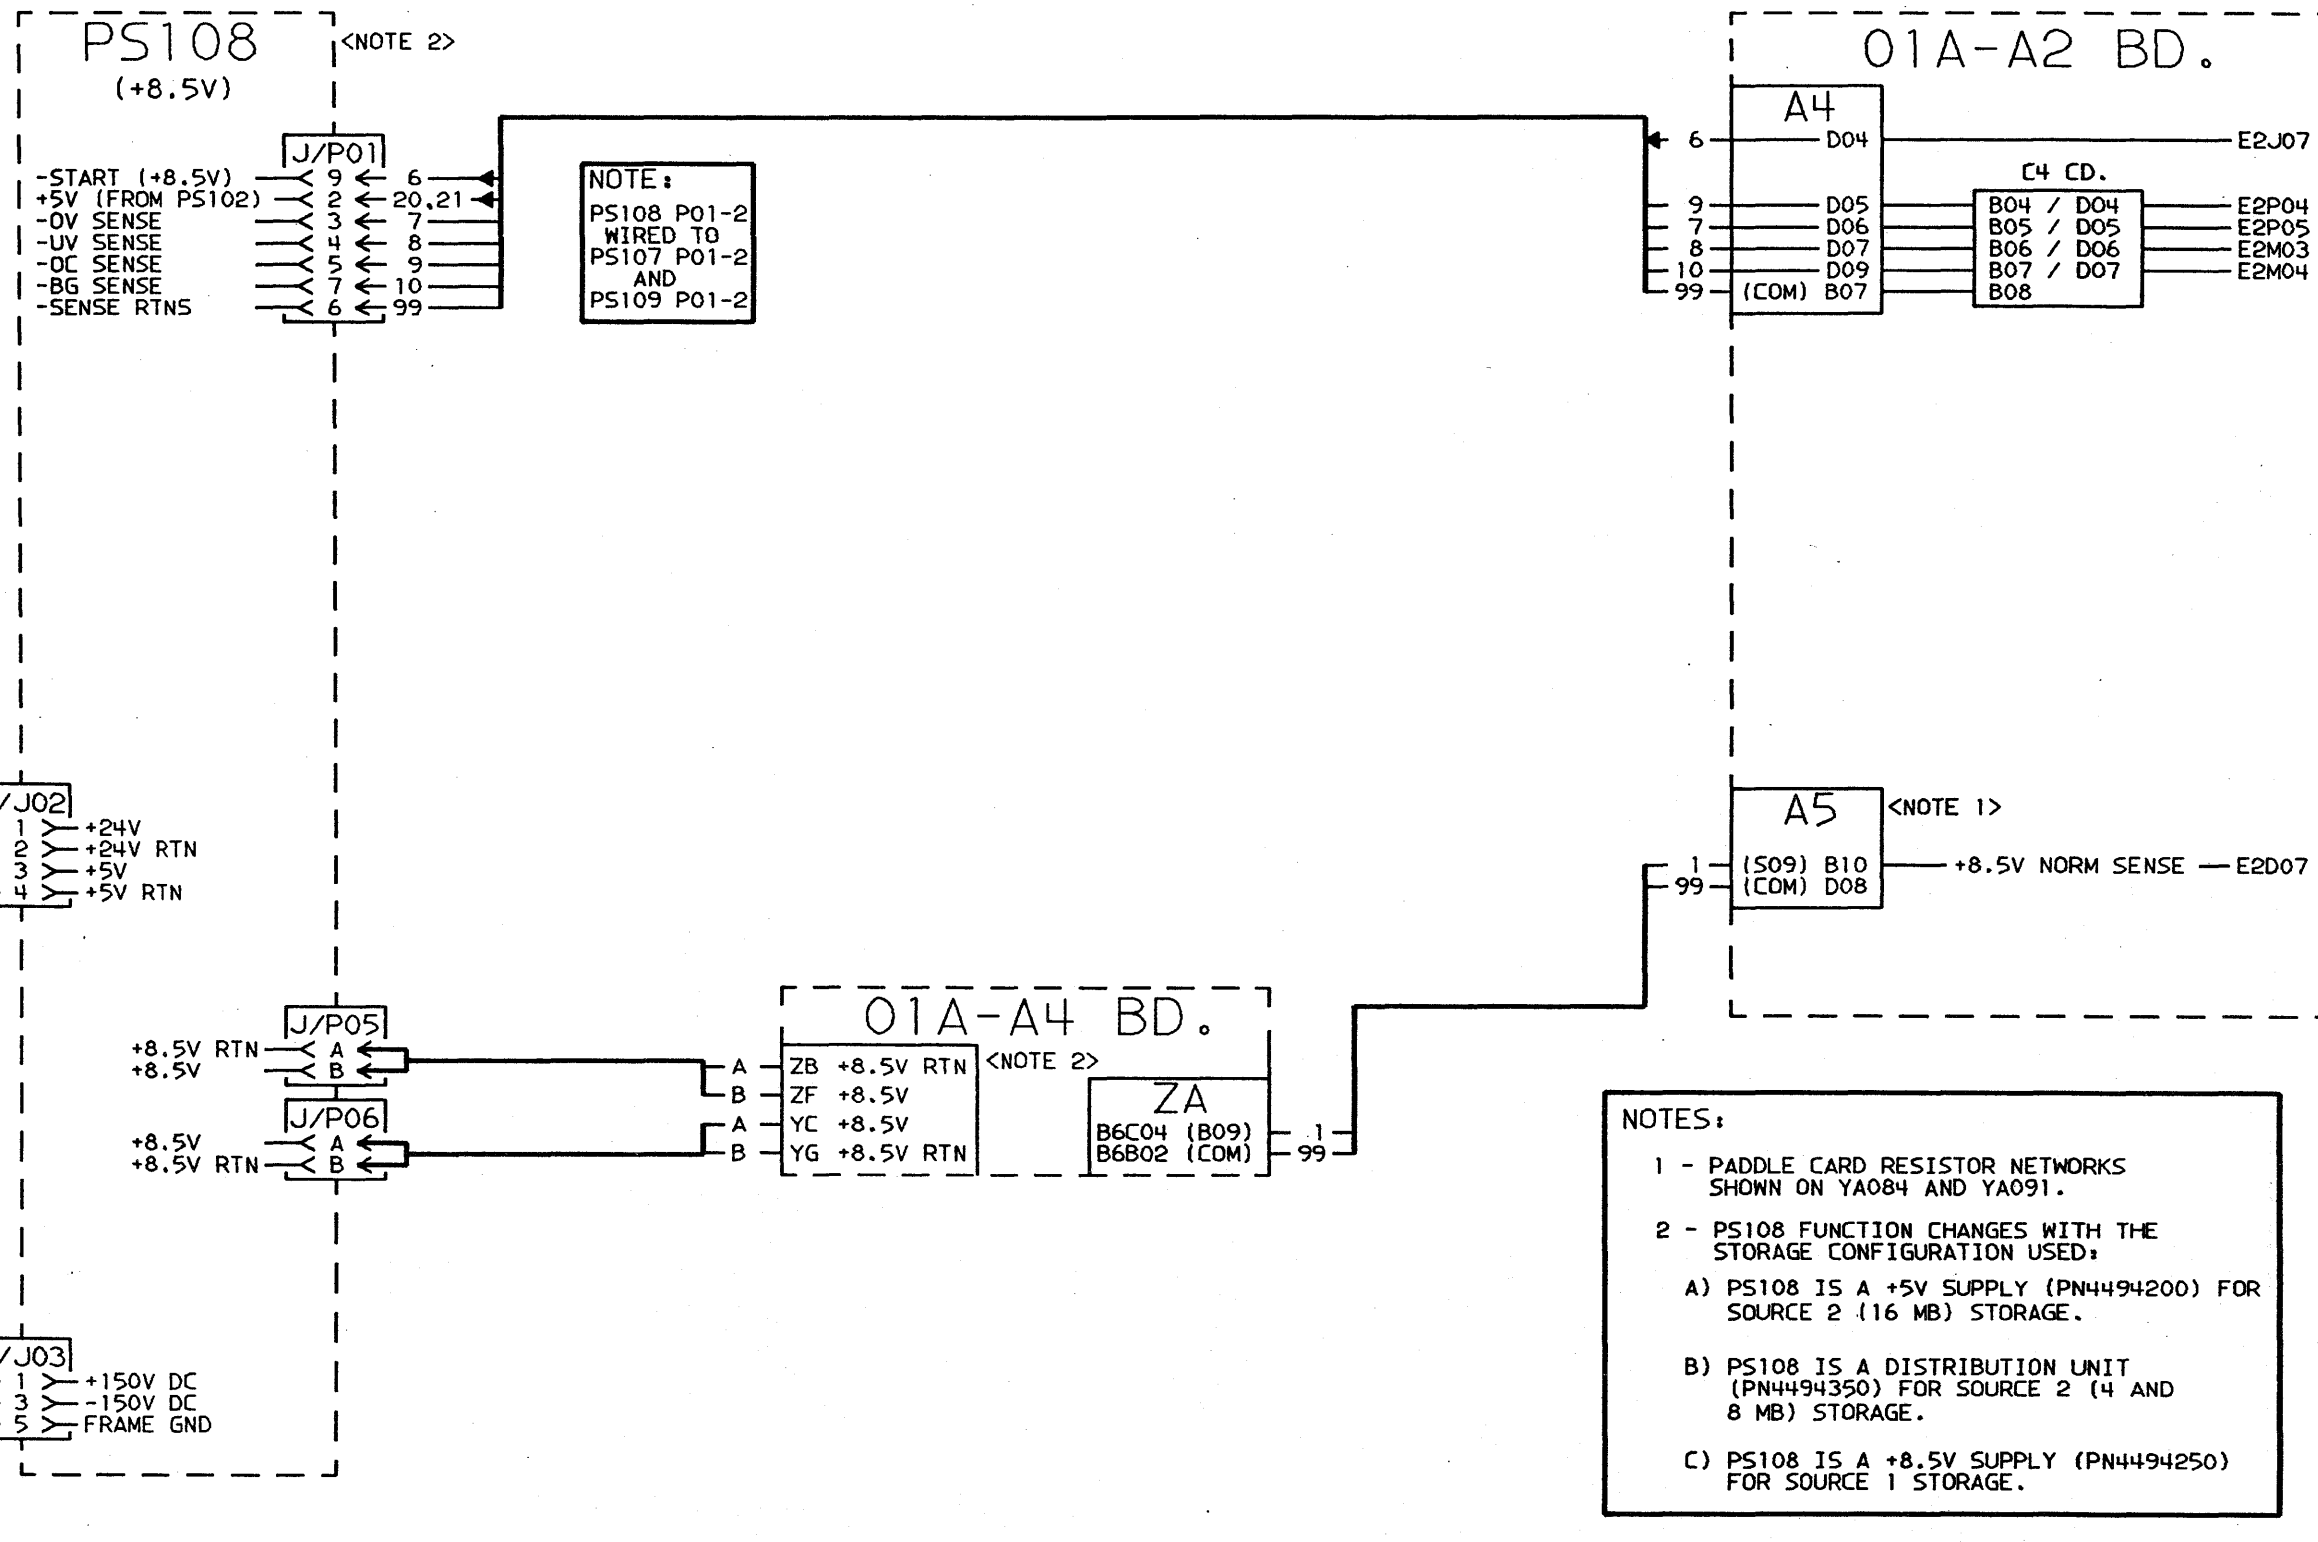 PS108
<NOTE 2>
(+8.5V)
J/P01
-START (+8.5V) 9 6
+5V (FROM PS102) 2 20,21
-OV SENSE 3 7
-UV SENSE 4 8
-OC SENSE 5 9
-BG SENSE 7 10
-SENSE RTNS 6 99
NOTE:
PS108 P01-2
WIRED TO
PS107 P01-2
AND
PS109 P01-2
01A-A2 BD.
A4
6 D04 E2J07
C4 CD.
9 D05 B04 / D04 E2P04
7 D06 B05 / D05 E2P05
8 D07 B06 / D06 E2M03
10 D09 B07 / D07 E2M04
99 (COM) B07 B08
/J02
1 +24V
2 +24V RTN
3 +5V
4 +5V RTN
A5
<NOTE 1>
1 (S09) B10 +8.5V NORM SENSE E2D07
99 (COM) D08
J/P05
+8.5V RTN A
+8.5V B
J/P06
+8.5V A
+8.5V RTN B
01A-A4 BD.
<NOTE 2>
A ZB +8.5V RTN
B ZF +8.5V
A YC +8.5V
B YG +8.5V RTN
ZA
B6C04 (B09) 1
B6B02 (COM) 99
/J03
1 +150V DC
3 -150V DC
5 FRAME GND
NOTES:
1 - PADDLE CARD RESISTOR NETWORKS
SHOWN ON YA084 AND YA091.
2 - PS108 FUNCTION CHANGES WITH THE
STORAGE CONFIGURATION USED:
A) PS108 IS A +5V SUPPLY (PN4494200) FOR
SOURCE 2 (16 MB) STORAGE.
B) PS108 IS A DISTRIBUTION UNIT
(PN4494350) FOR SOURCE 2 (4 AND
8 MB) STORAGE.
C) PS108 IS A +8.5V SUPPLY (PN4494250)
FOR SOURCE 1 STORAGE.